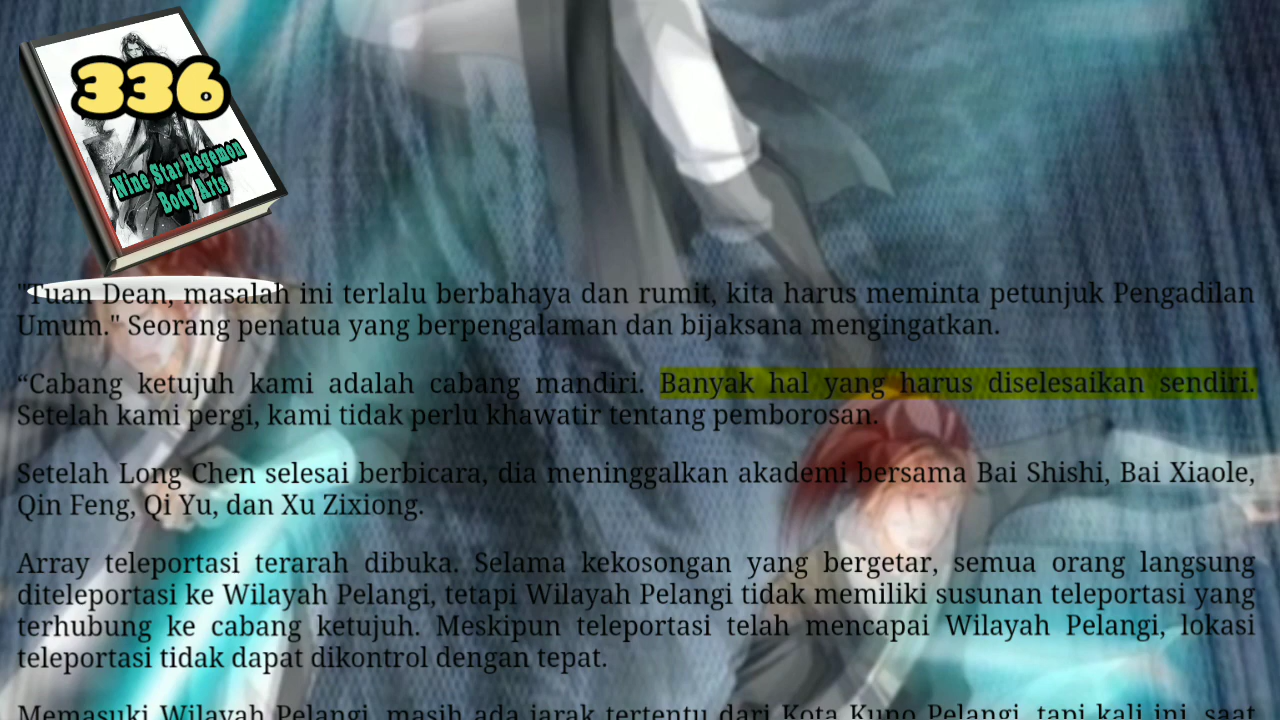 336
Nine Star Hegemon
Body Arts
"Tuan Dean, masalah ini terlalu berbahaya dan rumit, kita harus meminta petunjuk Pengadilan
Umum." Seorang penatua yang berpengalaman dan bijaksana mengingatkan.
“Cabang ketujuh kami adalah cabang mandiri. Banyak hal yang harus diselesaikan sendiri.
Setelah kami pergi, kami tidak perlu khawatir tentang pemborosan.
Setelah Long Chen selesai berbicara, dia meninggalkan akademi bersama Bai Shishi, Bai Xiaole,
Qin Feng, Qi Yu, dan Xu Zixiong.
Array teleportasi terarah dibuka. Selama kekosongan yang bergetar, semua orang langsung
diteleportasi ke Wilayah Pelangi, tetapi Wilayah Pelangi tidak memiliki susunan teleportasi yang
terhubung ke cabang ketujuh. Meskipun teleportasi telah mencapai Wilayah Pelangi, lokasi
teleportasi tidak dapat dikontrol dengan tepat.
Memasuki Wilayah Pelangi, masih ada jarak tertentu dari Kota Kuno Pelangi, tapi kali ini, saat